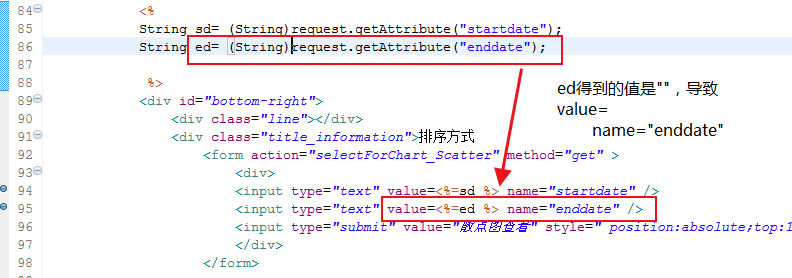 84 <%
85 String sd= (String)request.getAttribute("startdate");
86 String ed= (String)request.getAttribute("enddate");
87
88 %>
89 <div id="bottom-right">
90 <div class="line"></div>
91 <div class="title_information">排序方式
92 <form action="selectForChart_Scatter" method="get" >
93 <div>
94 <input type="text" value=<%=sd %> name="startdate" />
95 <input type="text" value=<%=ed %> name="enddate" />
96 <input type="submit" value="散点图查看" style=" position:absolute;top:1
97 </div>
98 </form>
ed得到的值是""，导致
value=
name="enddate"